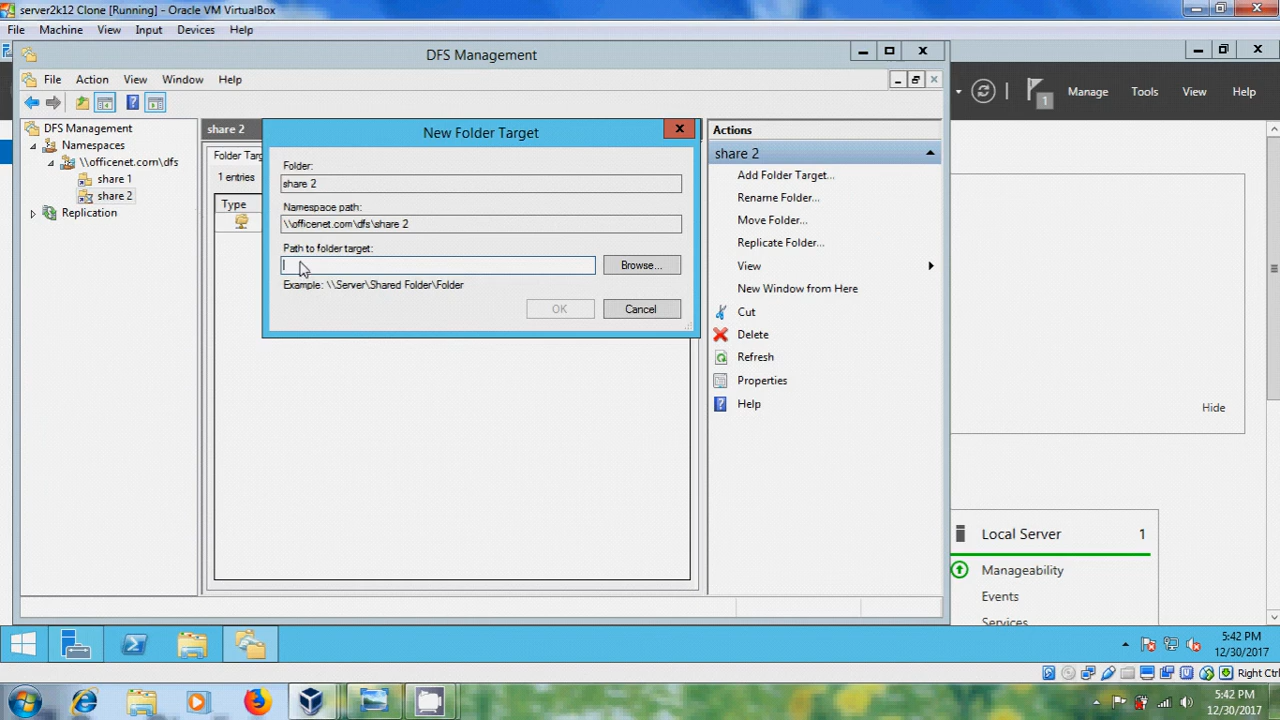 server2k12 Clone [Running] - Oracle VM VirtualBox
File Machine View Input Devices Help
DFS Management
File Action View Window Help
Manage Tools View Help
1
DFS Management
Namespaces
\\officenet.com\dfs
share 1
share 2
Replication
share 2
Folder Targ
1 entries
Type
New Folder Target
Folder:
share 2
Namespace path:
\\officenet.com\dfs\share 2
Path to folder target:
Browse...
Example: \\Server\Shared Folder\Folder
OK Cancel
Actions
share 2
Add Folder Target...
Rename Folder...
Move Folder...
Replicate Folder...
View
New Window from Here
Cut
Delete
Refresh
Properties
Help
Hide
Local Server 1
Manageability
Events
Services
5:42 PM
12/30/2017
Right Ctrl
5:42 PM
12/30/2017